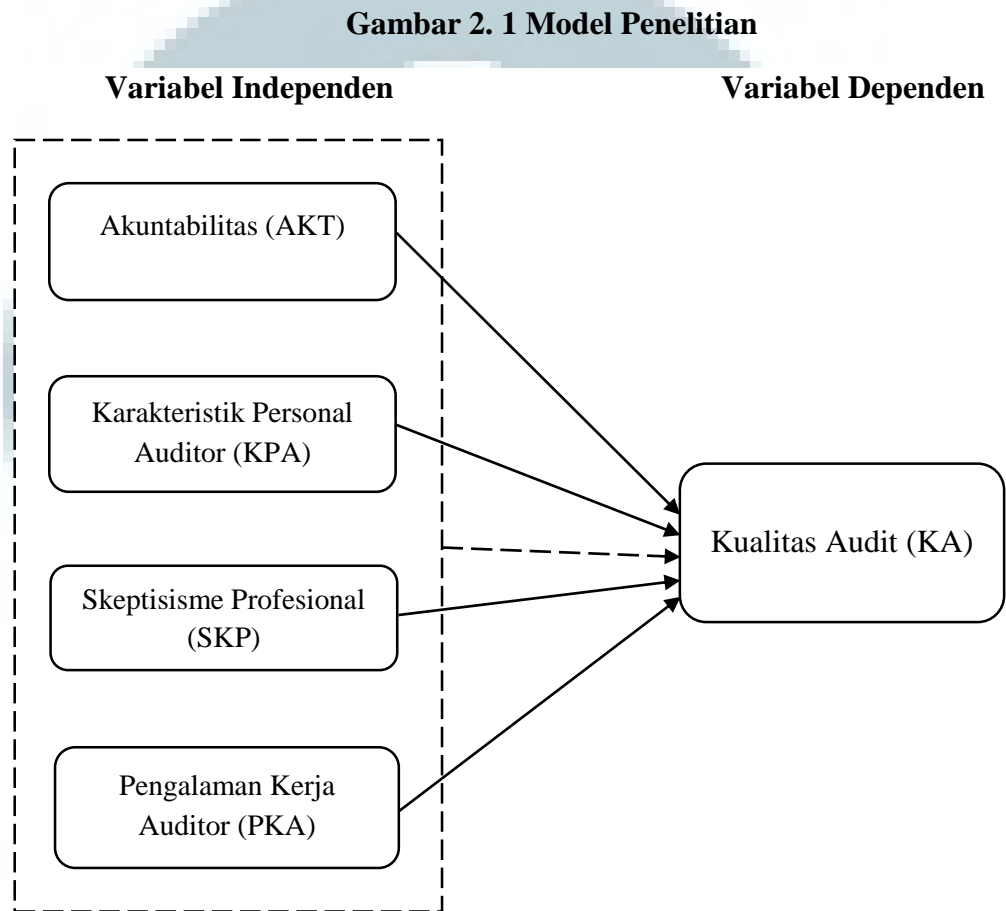 Gambar 2. 1 Model Penelitian
Variabel Independen
Variabel Dependen
Akuntabilitas (AKT)
Karakteristik Personal
Auditor (KPA)
Skeptisisme Profesional
(SKP)
Pengalaman Kerja
Auditor (PKA)
Kualitas Audit (KA)